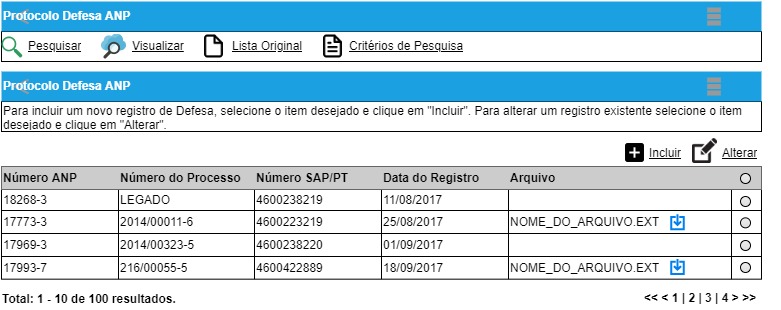 Protocolo Defesa ANP
Pesquisar Visualizar Lista Original Critérios de Pesquisa
Protocolo Defesa ANP
Para incluir um novo registro de Defesa, selecione o item desejado e clique em "Incluir". Para alterar um registro existente selecione o item
desejado e clique em "Alterar".
Incluir Alterar
Número ANP Número do Processo Número SAP/PT Data do Registro Arquivo
18268-3 LEGADO 4600238219 11/08/2017
17773-3 2014/00011-6 4600223219 25/08/2017 NOME_DO_ARQUIVO.EXT
17969-3 2014/00323-5 4600238220 01/09/2017
17993-7 216/00055-5 4600422889 18/09/2017 NOME_DO_ARQUIVO.EXT
Total: 1 - 10 de 100 resultados. << < 1 | 2 | 3 | 4 > >>